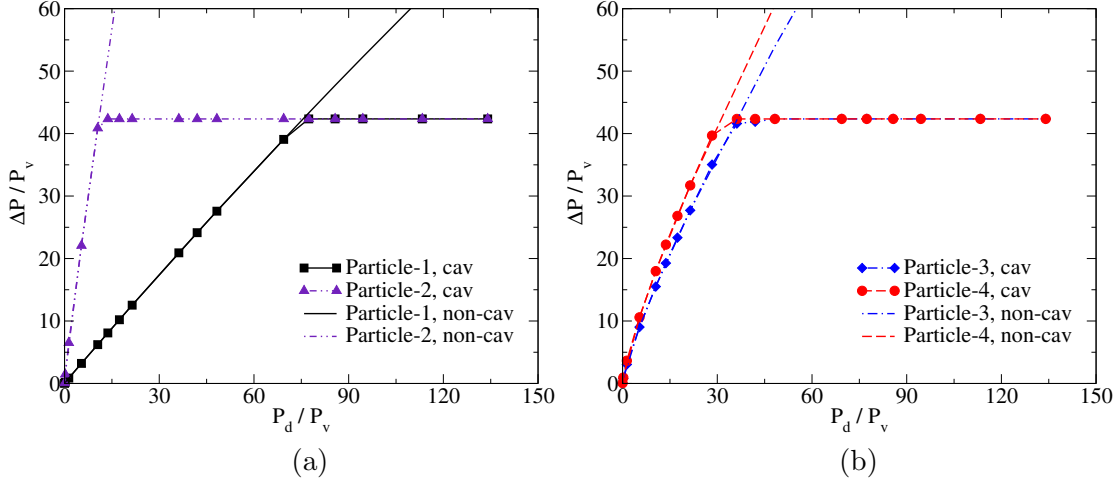 60
50
40
30
20
10
0
ΔP / P_v
Particle-1, cav
Particle-2, cav
Particle-1, non-cav
Particle-2, non-cav
0 30 60 90 120 150
P_d / P_v
(a)
60
50
40
30
20
10
0
ΔP / P_v
Particle-3, cav
Particle-4, cav
Particle-3, non-cav
Particle-4, non-cav
0 30 60 90 120 150
P_d / P_v
(b)